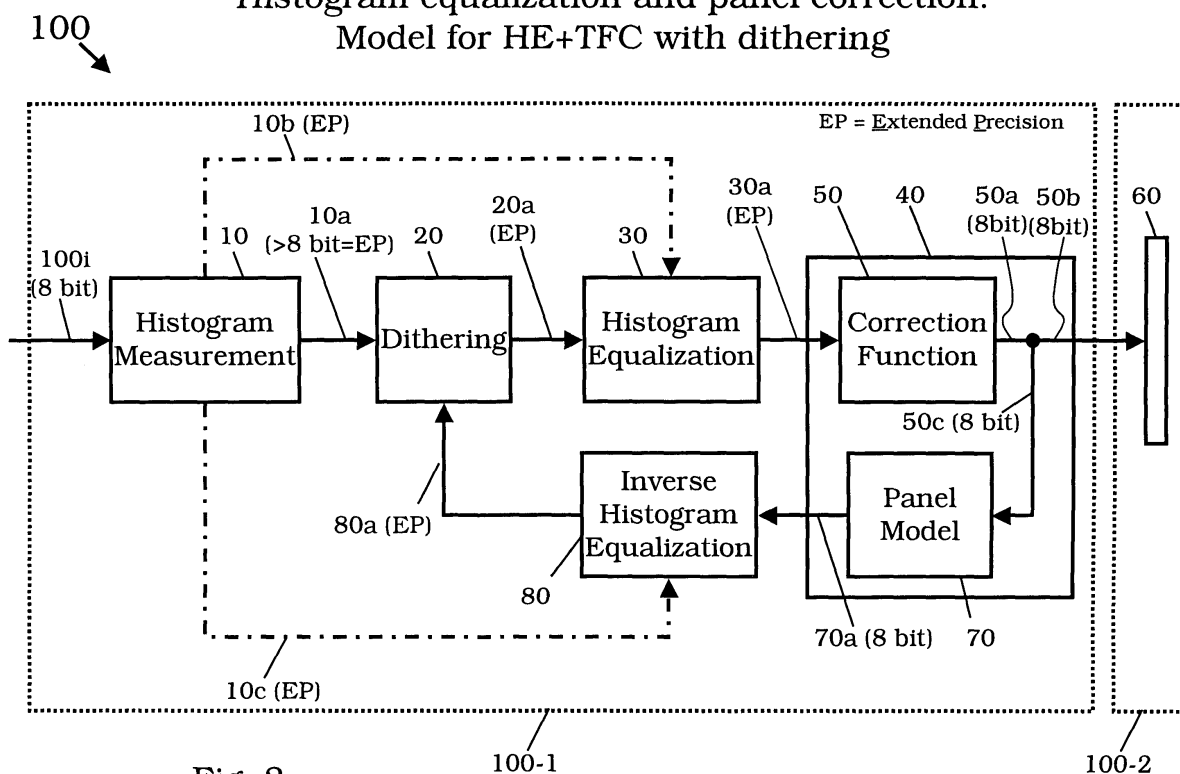 Histogram equalization and panel correction:
Model for HE+TFC with dithering
100
10b (EP)
EP = Extended Precision
100i
(8 bit)
10
10a
(>8 bit=EP)
20
20a
(EP)
30
30a
(EP)
50
40
50a
(8bit)
50b
(8bit)
60
Histogram
Measurement
Dithering
Histogram
Equalization
Correction
Function
50c (8 bit)
Inverse
Histogram
Equalization
Panel
Model
80a (EP)
80
70a (8 bit)
70
10c (EP)
100-1
100-2